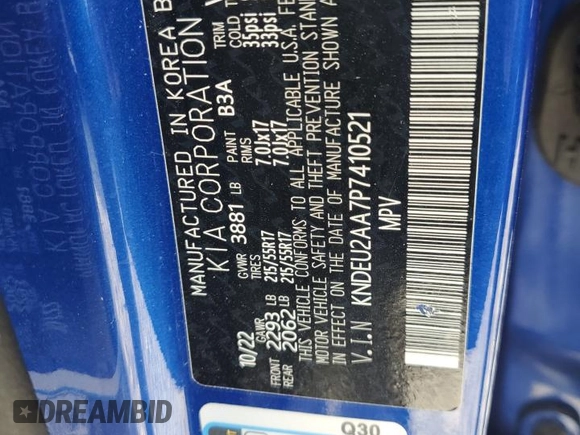 MANUFACTURED IN KOREA B
KIA CORPORATION
10/22 GVWR 3881 LB PAINT B3A TRIM
GAWR TIRES RIMS COLD
FRONT 2293 LB 215/55R17 7.0Jx17 35psi
REAR 2062 LB 215/55R17 7.0Jx17 33psi
THIS VEHICLE CONFORMS TO ALL APPLICABLE U.S.A. FE
MOTOR VEHICLE SAFETY AND THEFT PREVENTION STAN
IN EFFECT ON THE DATE OF MANUFACTURE SHOWN A
V.I.N KNDEU2AA7P7410521
MPV
Q30
DREAMBID